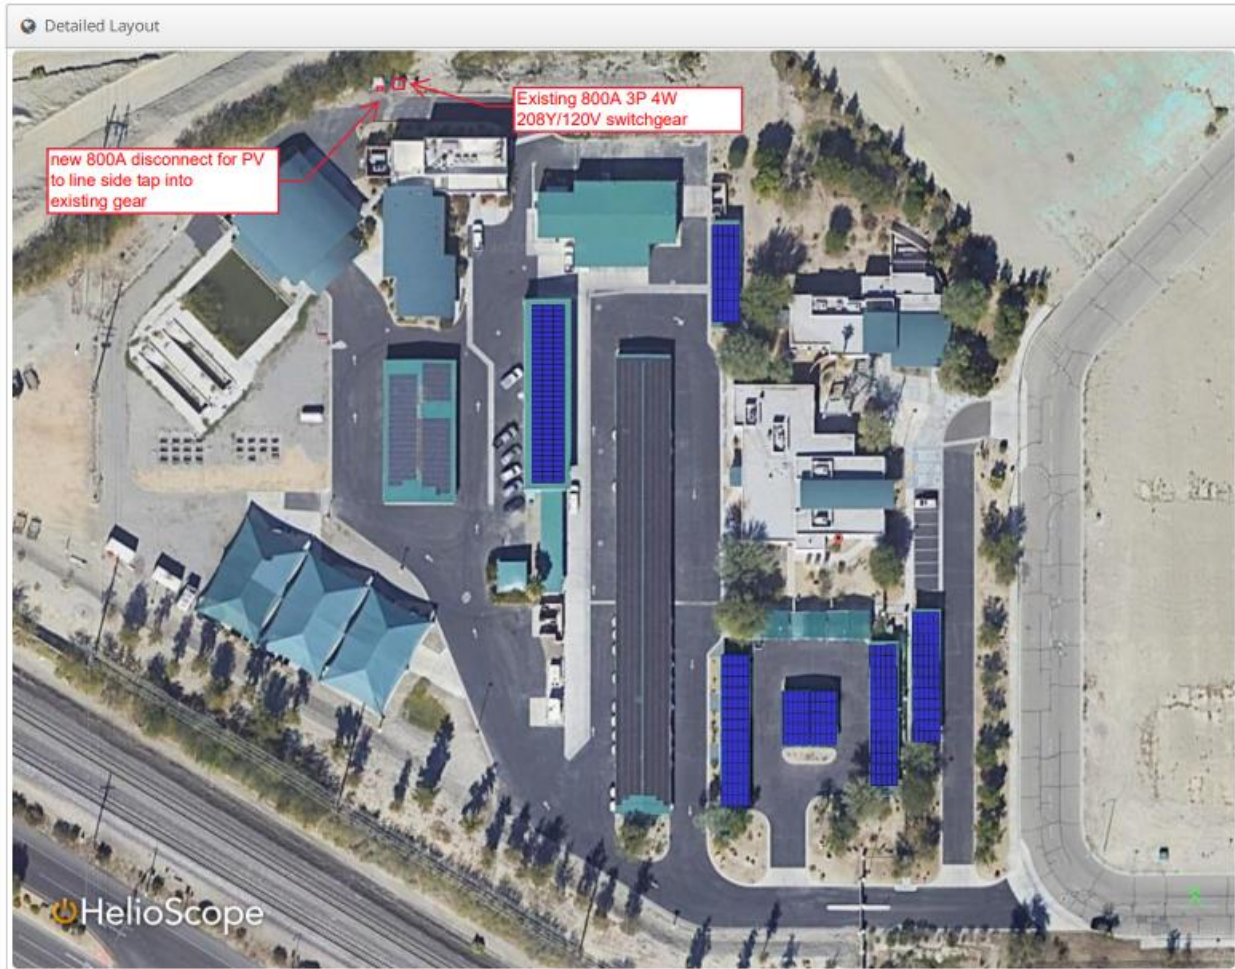 Detailed Layout
Existing 800A 3P 4W
208Y/120V switchgear
new 800A disconnect for PV
to line side tap into
existing gear
HelioScope